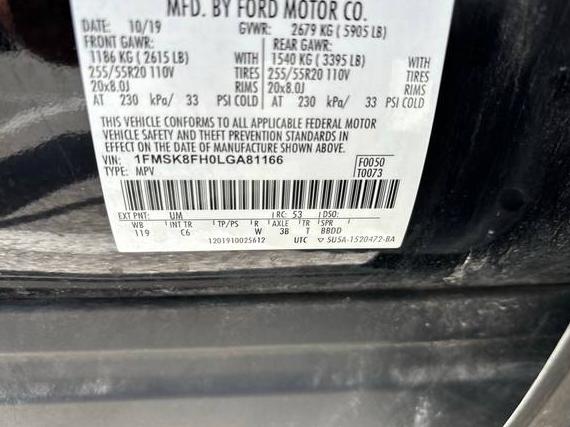 MFD. BY FORD MOTOR CO.
DATE: 10/19 GVWR: 2679 KG ( 5905 LB)
FRONT GAWR: REAR GAWR:
1186 KG ( 2615 LB) WITH 1540 KG ( 3395 LB) WITH
255/55R20 110V TIRES 255/55R20 110V TIRES
20x8.0J RIMS 20x8.0J RIMS
AT 230 kPa/ 33 PSI COLD AT 230 kPa/ 33 PSI COLD
THIS VEHICLE CONFORMS TO ALL APPLICABLE FEDERAL MOTOR
VEHICLE SAFETY AND THEFT PREVENTION STANDARDS IN
EFFECT ON THE DATE OF MANUFACTURE SHOWN ABOVE.
VIN: 1FMSK8FH0LGA81166 F0050
TYPE: MPV T0073
EXT PNT: UM RC: 53 DSO:
WB INT TR TP/PS R AXLE TR SPR
119 C6 W 3B T BBDD
1201910025612 UTC ▽ 5U5A-1520472-BA